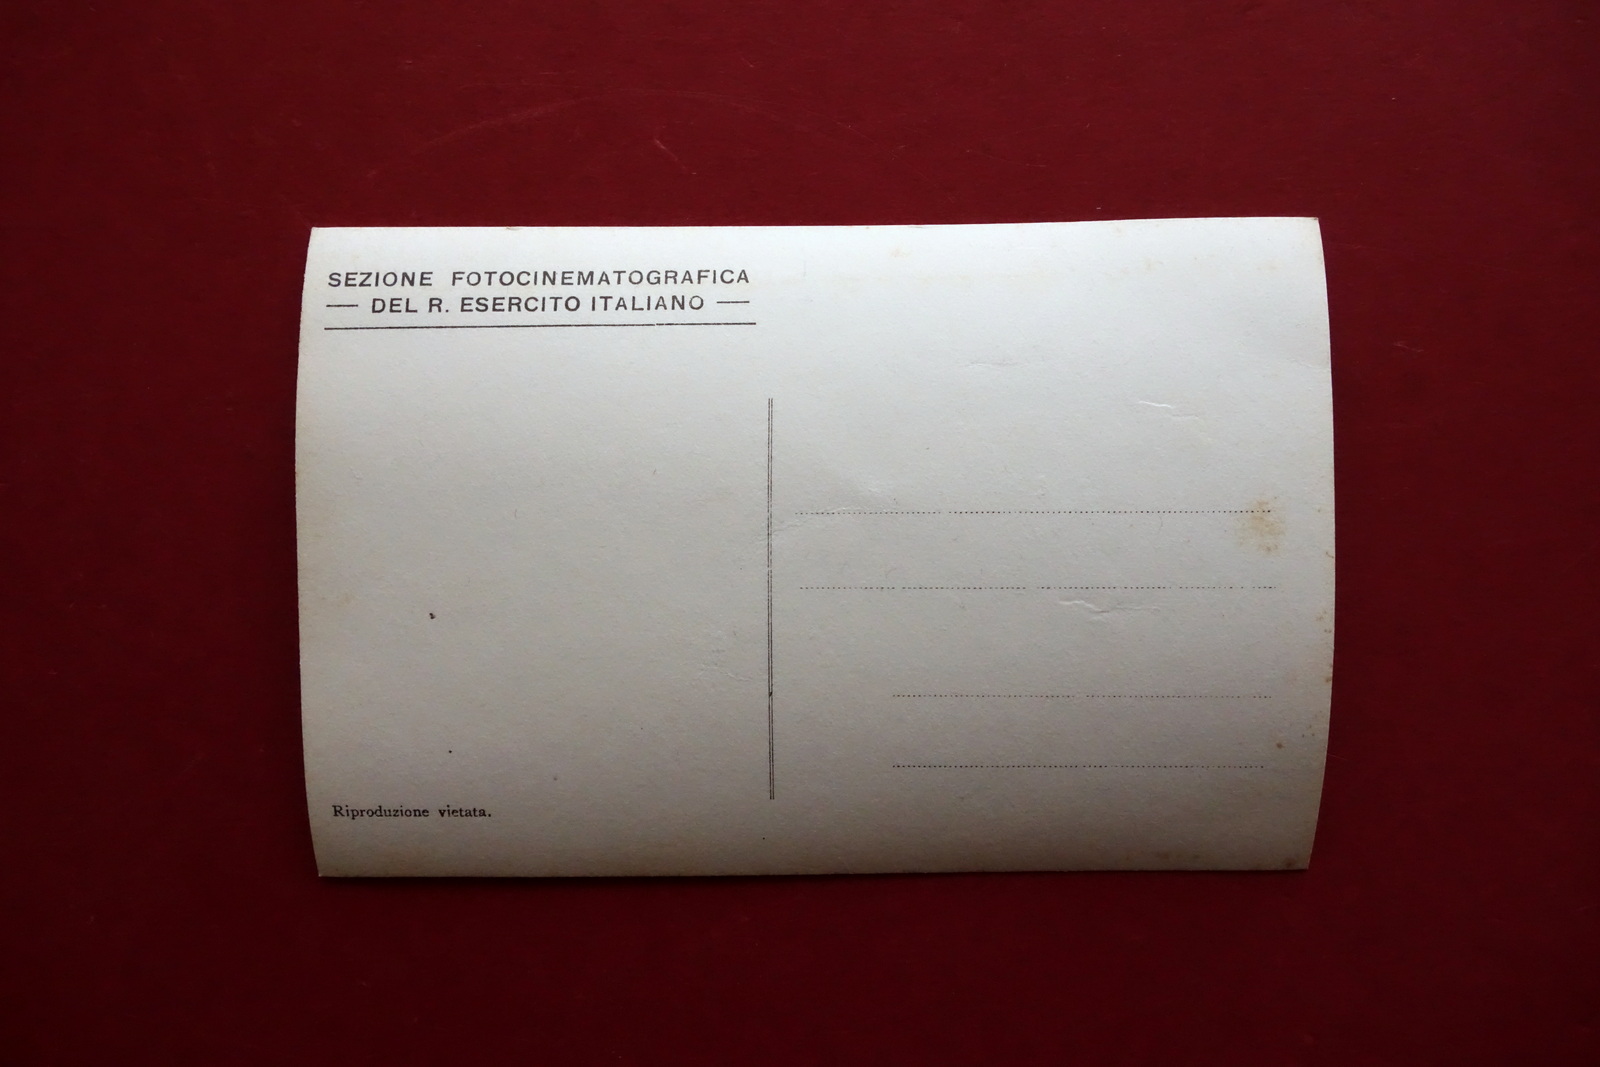 SEZIONE FOTOCINEMATOGRAFICA
— DEL R. ESERCITO ITALIANO —
Riproduzione vietata.